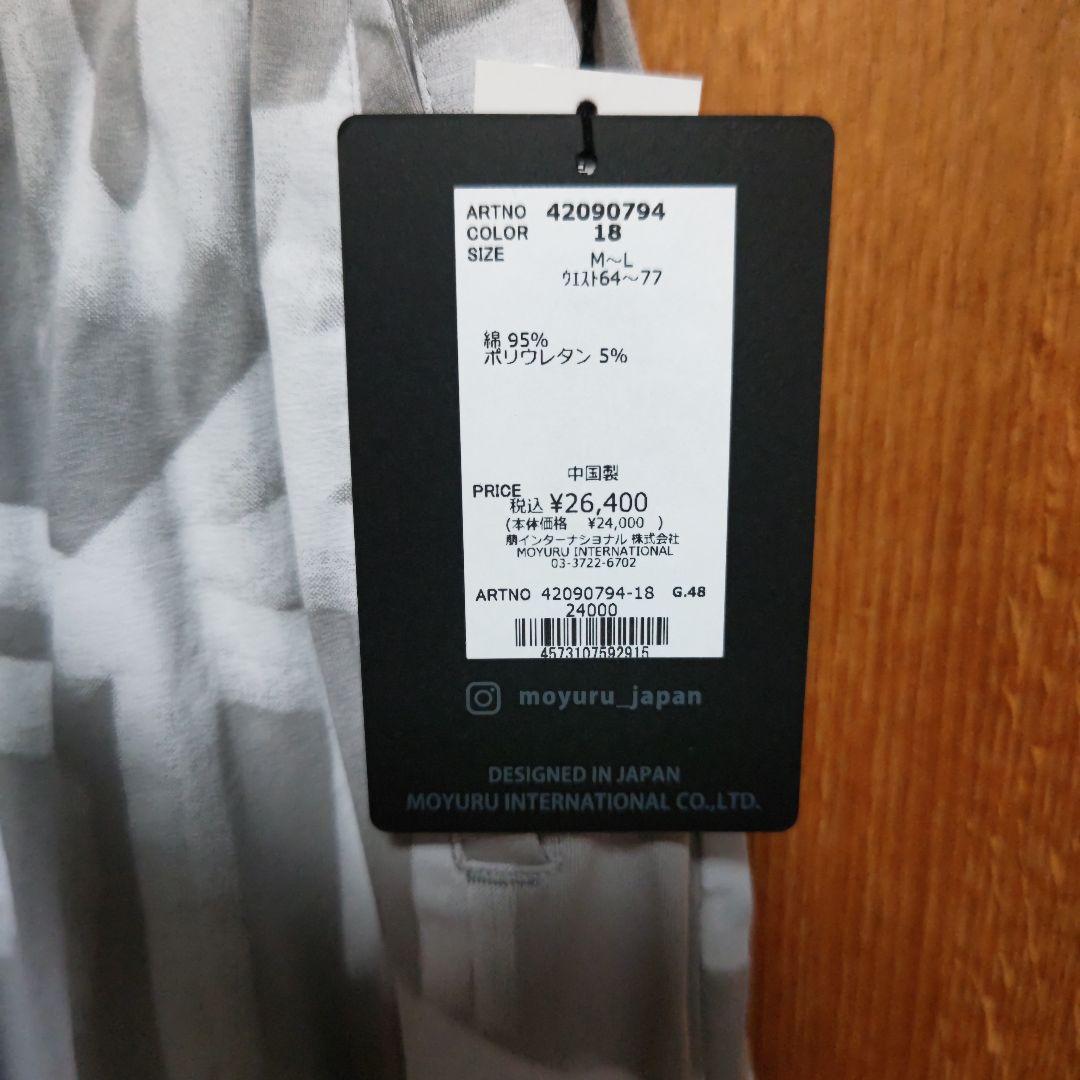 ARTNO 42090794
COLOR 18
SIZE M～L
ウエスト64～77
綿 95%
ポリウレタン 5%
中国製
PRICE
税込 ¥26,400
(本体価格 ¥24,000 )
萠インターナショナル 株式会社
MOYURU INTERNATIONAL
03-3722-6702
ARTNO 42090794-18 G.48
24000
4573107592915
moyuru_japan
DESIGNED IN JAPAN
MOYURU INTERNATIONAL CO.,LTD.